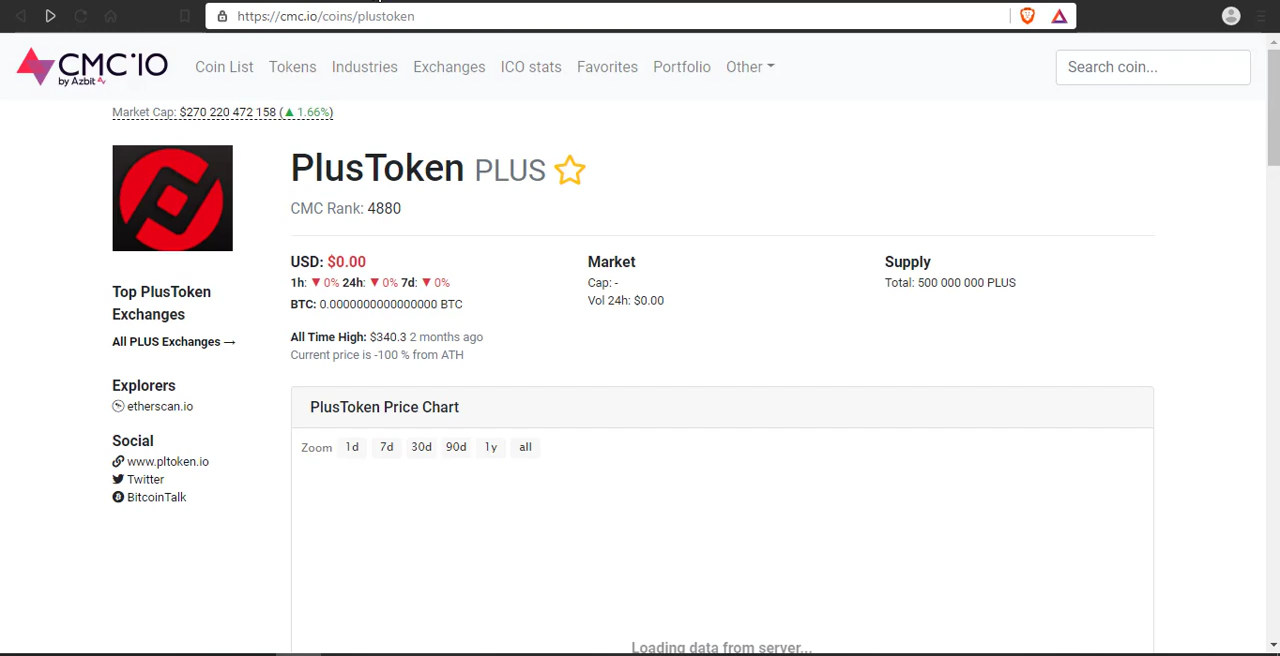 https://cmc.io/coins/plustoken
CMC·IO
by Azbit
Coin List Tokens Industries Exchanges ICO stats Favorites Portfolio Other
Search coin...
Market Cap: $270 220 472 158 (▲ 1.66%)
PlusToken PLUS
CMC Rank: 4880
USD: $0.00
1h: ▼ 0% 24h: ▼ 0% 7d: ▼ 0%
BTC: 0.0000000000000000 BTC
All Time High: $340.3 2 months ago
Current price is -100 % from ATH
Market
Cap: -
Vol 24h: $0.00
Supply
Total: 500 000 000 PLUS
Top PlusToken
Exchanges
All PLUS Exchanges →
Explorers
etherscan.io
Social
www.pltoken.io
Twitter
BitcoinTalk
PlusToken Price Chart
Zoom 1d 7d 30d 90d 1y all
Loading data from server...